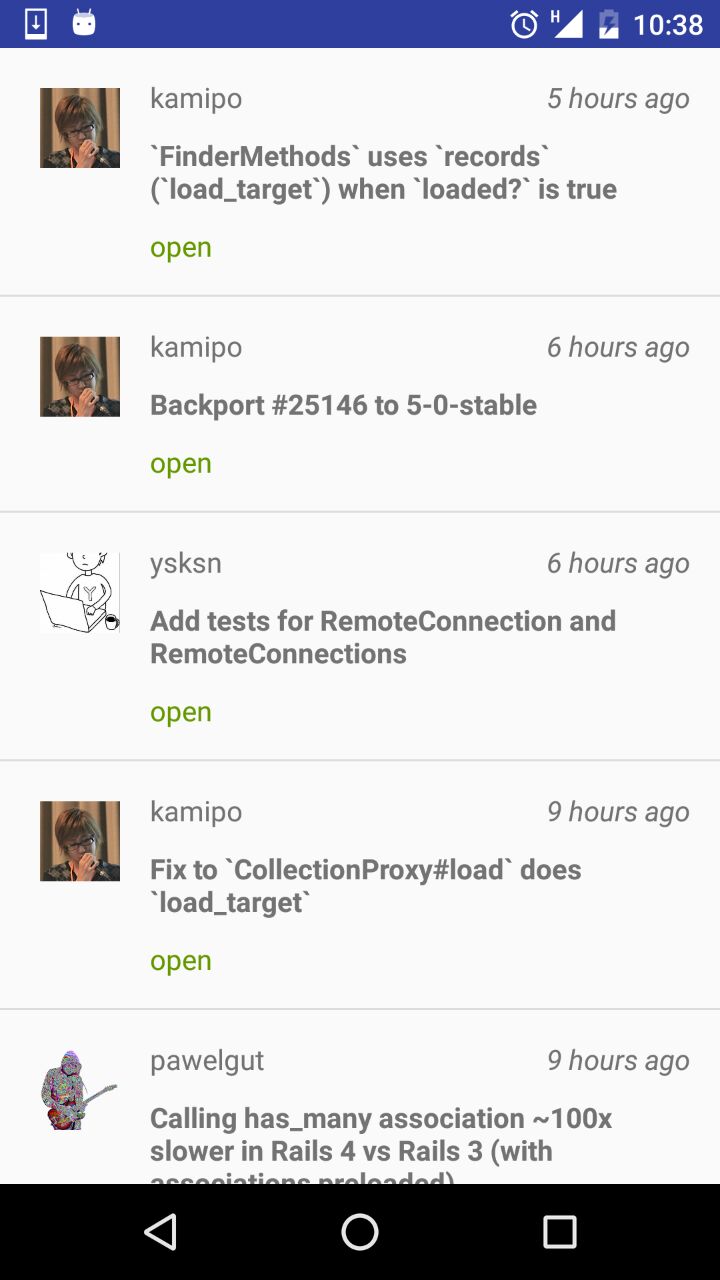 H 10:38
kamipo 5 hours ago
`FinderMethods` uses `records`
(`load_target`) when `loaded?` is true
open
kamipo 6 hours ago
Backport #25146 to 5-0-stable
open
ysksn 6 hours ago
Y
Add tests for RemoteConnection and
RemoteConnections
open
kamipo 9 hours ago
Fix to `CollectionProxy#load` does
`load_target`
open
pawelgut 9 hours ago
Calling has_many association ~100x
slower in Rails 4 vs Rails 3 (with
associations preloaded)